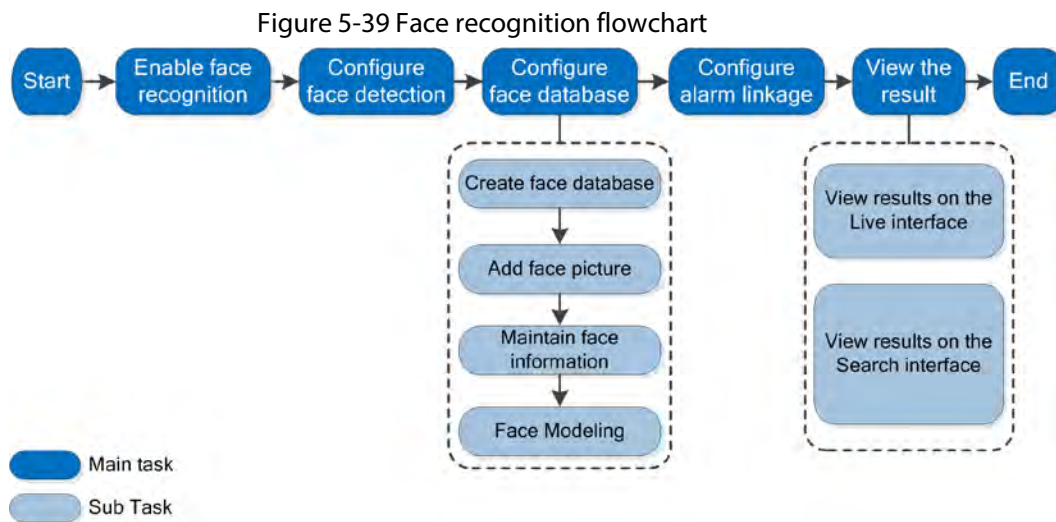 Figure 5-39 Face recognition flowchart
Start
Enable face
recognition
Configure
face detection
Configure
face database
Configure
alarm linkage
View the
result
End
Create face database
Add face picture
Maintain face
information
Face Modeling
View results on the
Live interface
View results on the
Search interface
Main task
Sub Task